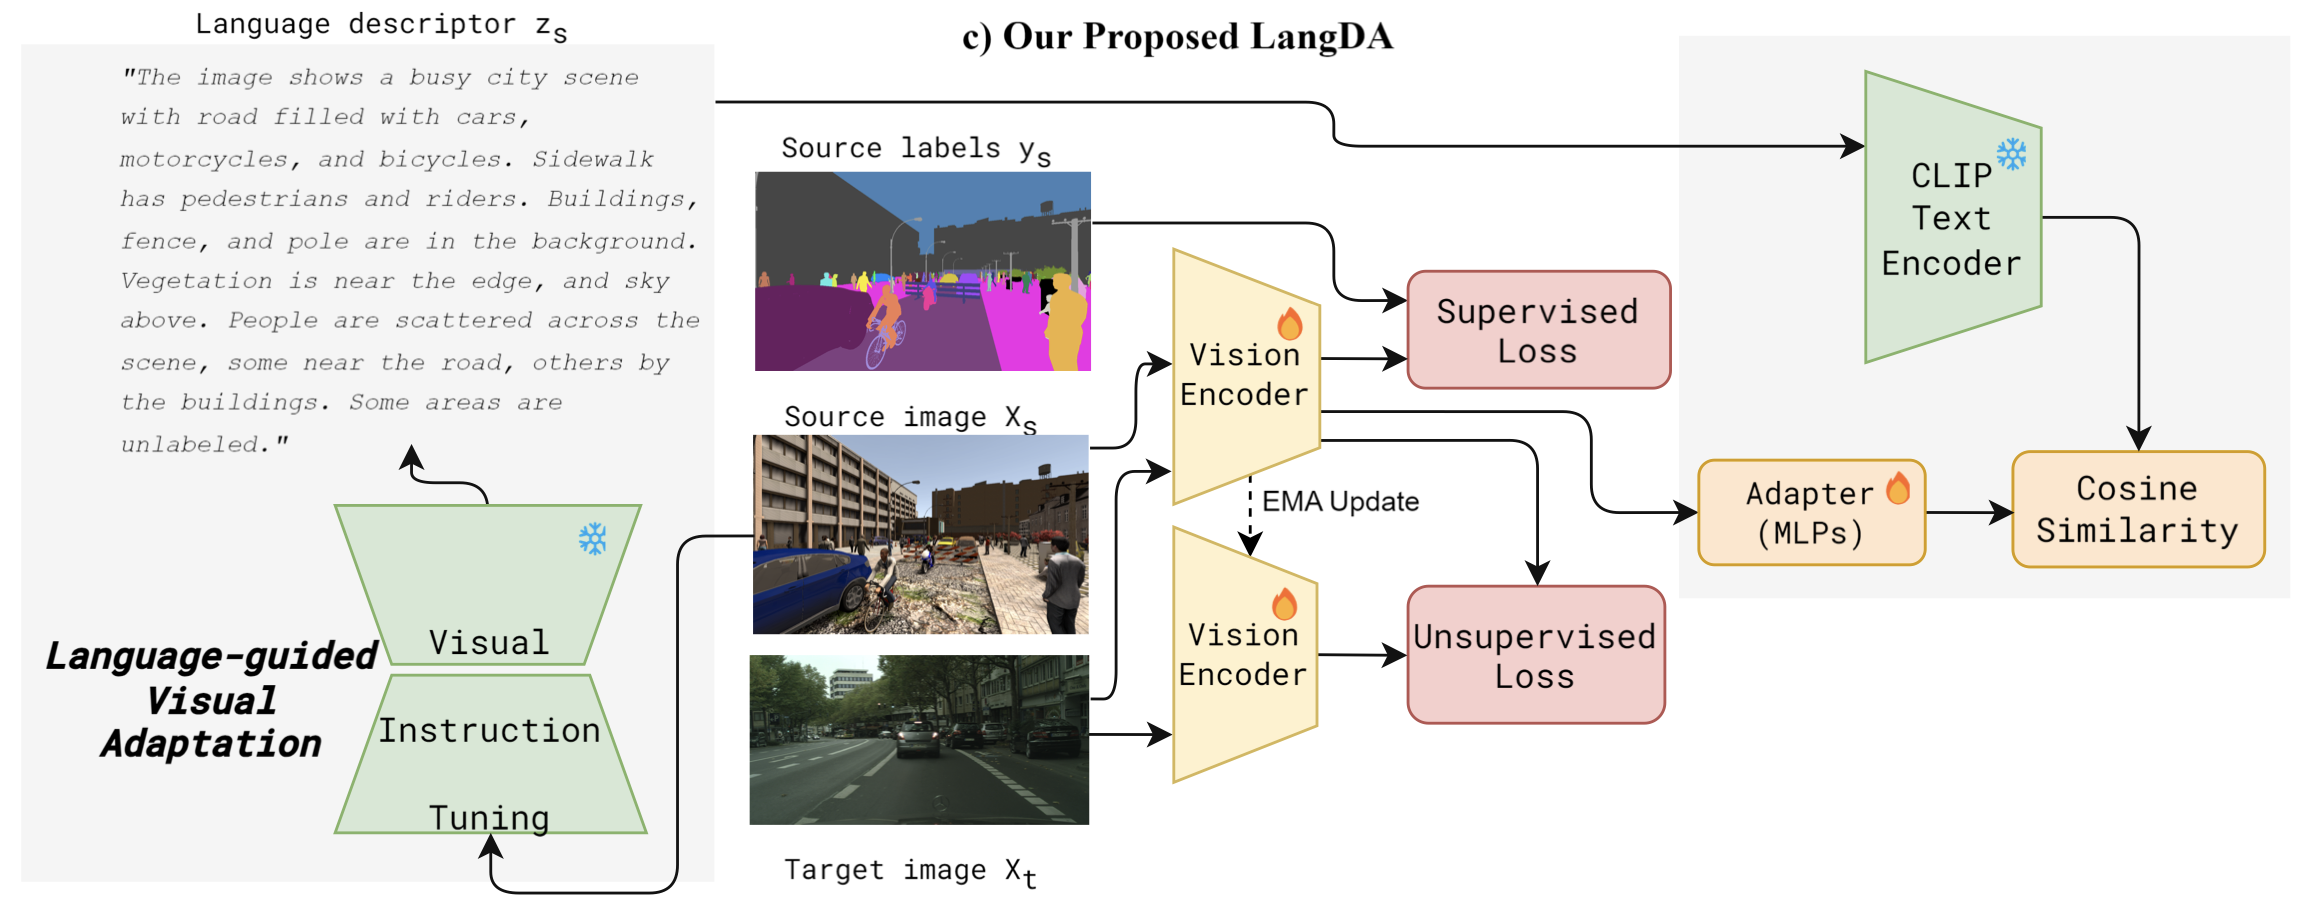 Language descriptor zs
c) Our Proposed LangDA
"The image shows a busy city scene
with road filled with cars,
motorcycles, and bicycles. Sidewalk
has pedestrians and riders. Buildings,
fence, and pole are in the background.
Vegetation is near the edge, and sky
above. People are scattered across the
scene, some near the road, others by
the buildings. Some areas are
unlabeled."
Visual
Instruction
Tuning
Language-guided
Visual
Adaptation
Source labels ys
Source image Xs
Target image Xt
Vision
Encoder
EMA Update
Vision
Encoder
Supervised
Loss
Unsupervised
Loss
CLIP
Text
Encoder
Adapter
(MLPs)
Cosine
Similarity